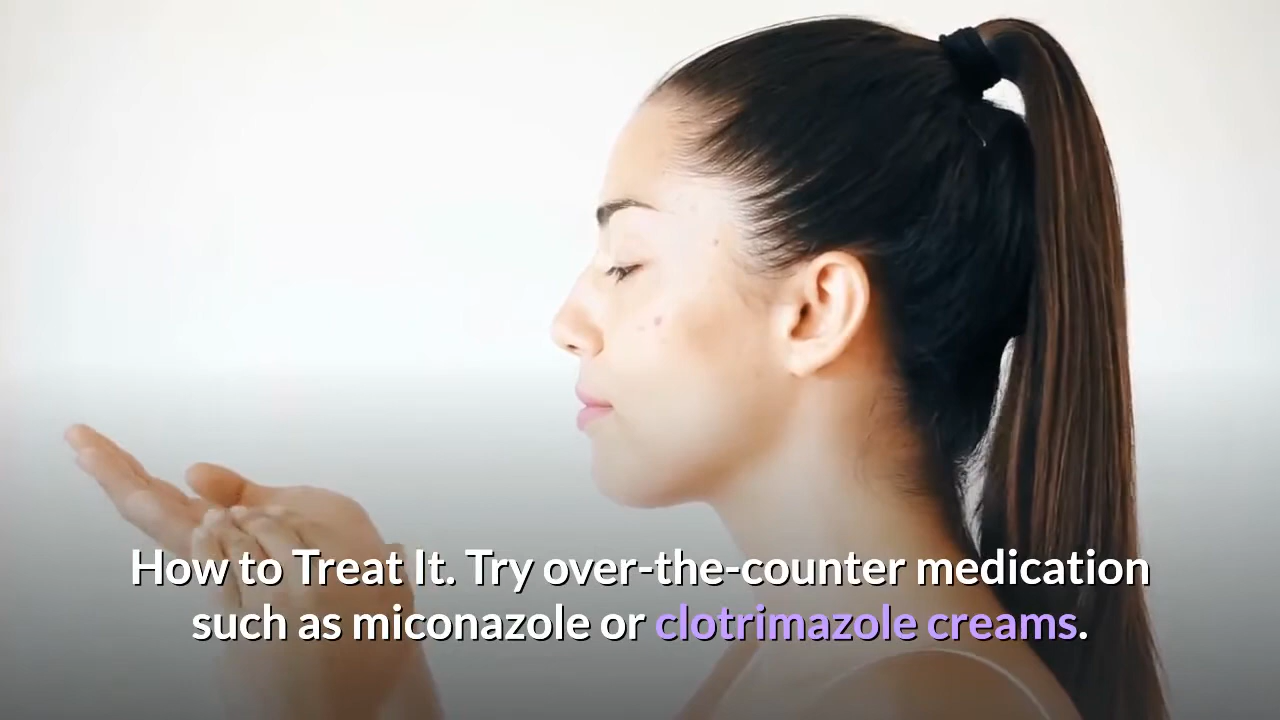 How to Treat It. Try over-the-counter medication
such as miconazole or clotrimazole creams.